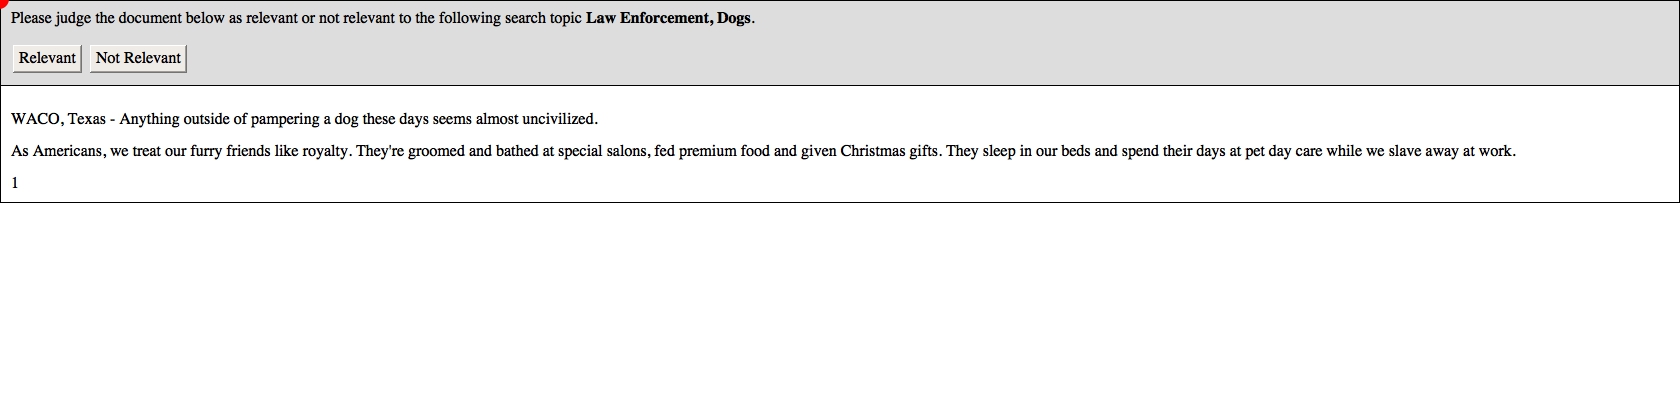 Please judge the document below as relevant or not relevant to the following search topic Law Enforcement, Dogs.
Relevant Not Relevant
WACO, Texas - Anything outside of pampering a dog these days seems almost uncivilized.
As Americans, we treat our furry friends like royalty. They're groomed and bathed at special salons, fed premium food and given Christmas gifts. They sleep in our beds and spend their days at pet day care while we slave away at work.
1